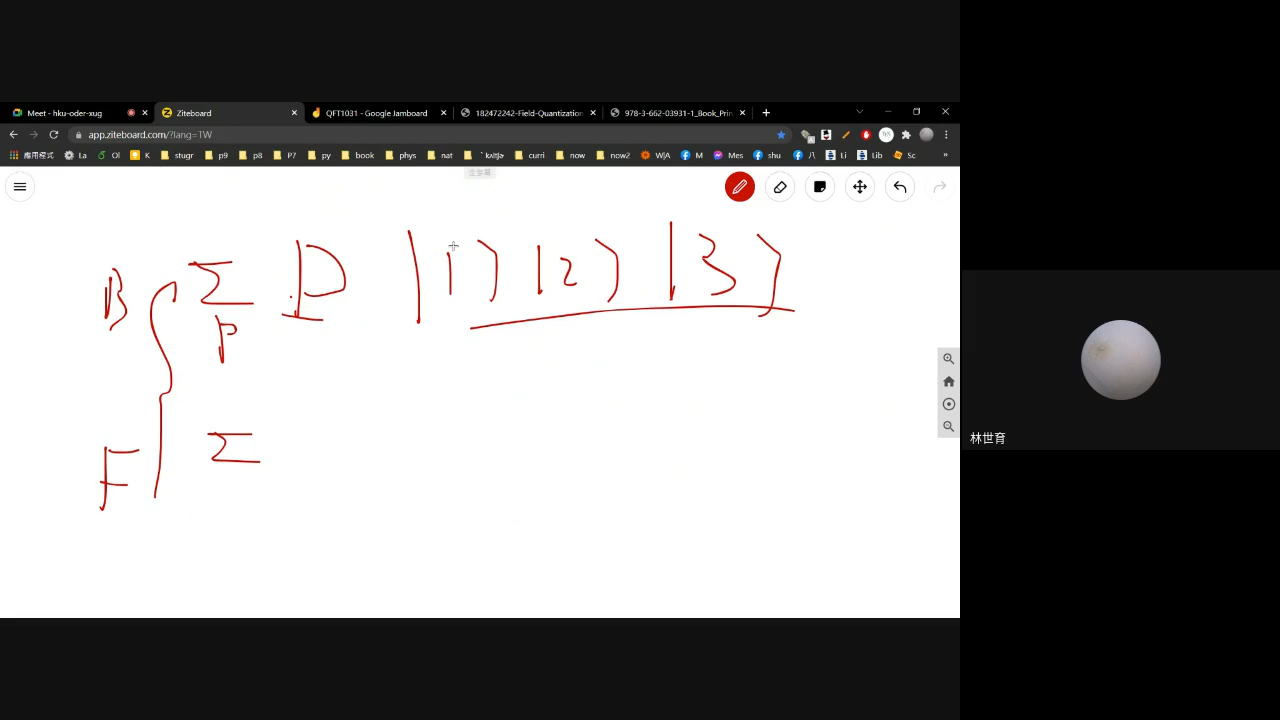 Meet - hku-oder-xug
Ziteboard
QFT1031 - Google Jamboard
182472242-Field-Quantization
978-3-662-03931-1_Book_Prin
app.ziteboard.com/?lang=TW
應用程式 La Ol K stugr p9 p8 P7 py book phys nat `kʌltʃɚ curri now now2 W|A M Mes shu 八 Li Lib Sc »
B { Σ P |1⟩ |2⟩ |3⟩
P
F Σ
林世育